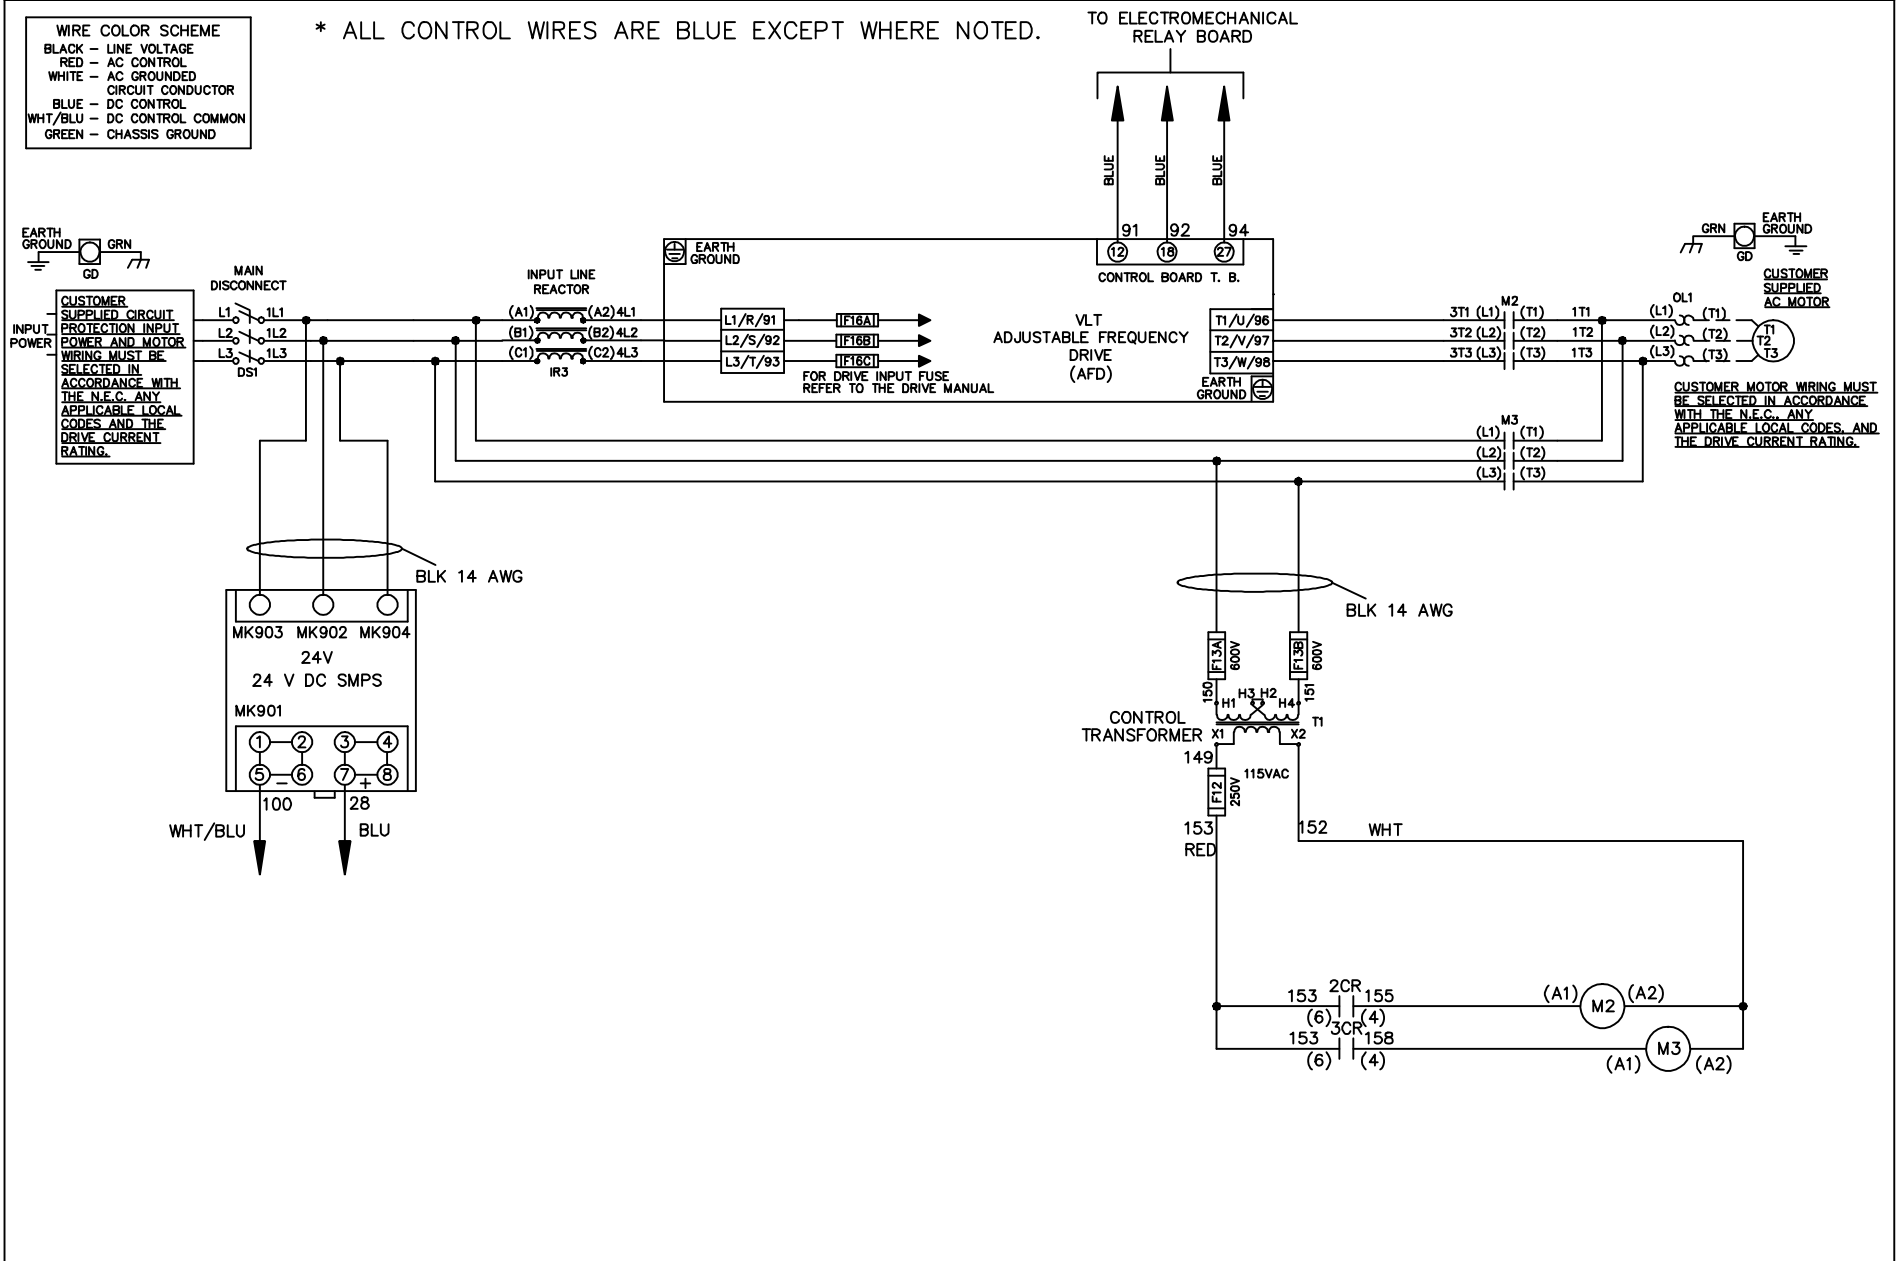 WIRE COLOR SCHEME
BLACK – LINE VOLTAGE
RED – AC CONTROL
WHITE – AC GROUNDED
CIRCUIT CONDUCTOR
BLUE – DC CONTROL
WHT/BLU – DC CONTROL COMMON
GREEN – CHASSIS GROUND
* ALL CONTROL WIRES ARE BLUE EXCEPT WHERE NOTED.
TO ELECTROMECHANICAL
RELAY BOARD
BLUE
BLUE
BLUE
91 92 94
12 18 27
CONTROL BOARD T. B.
EARTH
GROUND
GRN
GD
MAIN
DISCONNECT
L1 1L1
L2 1L2
L3 1L3
DS1
INPUT
POWER
CUSTOMER
SUPPLIED CIRCUIT
PROTECTION INPUT
POWER AND MOTOR
WIRING MUST BE
SELECTED IN
ACCORDANCE WITH
THE N.E.C. ANY
APPLICABLE LOCAL
CODES AND THE
DRIVE CURRENT
RATING.
INPUT LINE
REACTOR
(A1) (A2) 4L1
(B1) (B2) 4L2
(C1) (C2) 4L3
IR3
EARTH
GROUND
L1/R/91
L2/S/92
L3/T/93
IF16A
IF16B
IF16C
FOR DRIVE INPUT FUSE
REFER TO THE DRIVE MANUAL
VLT
ADJUSTABLE FREQUENCY
DRIVE
(AFD)
T1/U/96
T2/V/97
T3/W/98
EARTH
GROUND
M2
3T1 (L1) (T1) 1T1
3T2 (L2) (T2) 1T2
3T3 (L3) (T3) 1T3
M3
(L1) (T1)
(L2) (T2)
(L3) (T3)
OL1
(L1) (T1)
(L2) (T2)
(L3) (T3)
T1
T2
T3
GRN
GD
EARTH
GROUND
CUSTOMER
SUPPLIED
AC MOTOR
CUSTOMER MOTOR WIRING MUST
BE SELECTED IN ACCORDANCE
WITH THE N.E.C., ANY
APPLICABLE LOCAL CODES, AND
THE DRIVE CURRENT RATING.
BLK 14 AWG
MK903 MK902 MK904
24V
24 V DC SMPS
MK901
1 2 3 4
5 – 6 7 + 8
100 28
WHT/BLU BLU
BLK 14 AWG
F13A
600V
F13B
600V
150
151
H1 H3 H2 H4
CONTROL
TRANSFORMER
X1 X2
T1
149
115VAC
F12
250V
153
RED
152 WHT
2CR
153 155
(6) (4)
(A1) M2 (A2)
3CR
153 158
(6) (4)
(A1) M3 (A2)